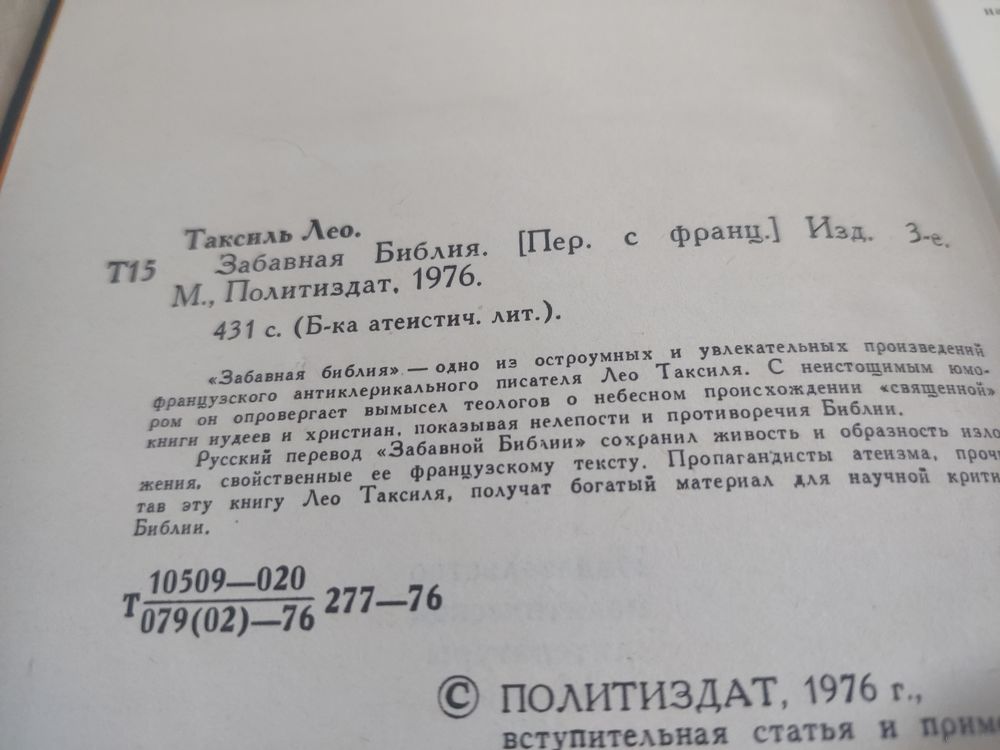 Таксиль Лео.
Т15 Забавная Библия. [Пер. с франц.] Изд. 3-е.
М., Политиздат, 1976.
431 с. (Б-ка атеистич. лит.).
«Забавная библия». — одно из остроумных и увлекательных произведений
французского антиклерикального писателя Лео Таксиля. С неистощимым юмо-
ром он опровергает вымысел теологов о небесном происхождении «священной»
книги иудеев и христиан, показывая нелепости и противоречия Библии.
Русский перевод «Забавной Библии» сохранил живость и образность изло
жения, свойственные ее французскому тексту. Пропагандисты атеизма, проч
тав эту книгу Лео Таксиля, получат богатый материал для научной крити
Библии.
Т 10509—020
079(02)—76 277—76
© ПОЛИТИЗДАТ, 1976 г.,
вступительная статья и приме